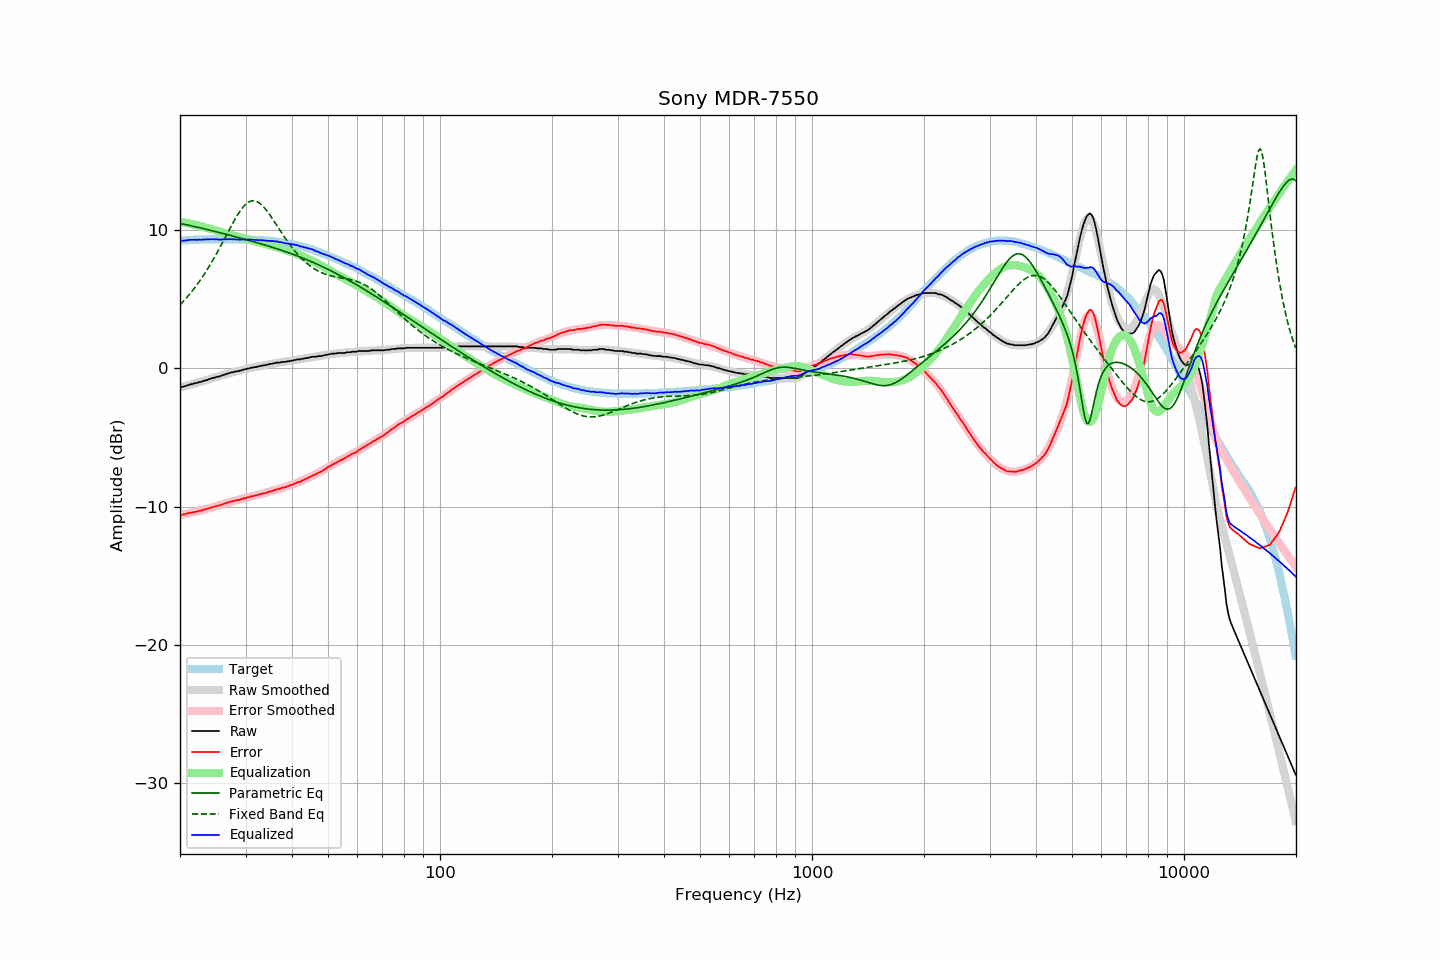 Sony MDR-7550
Amplitude (dBr)
10
0
−10
−20
−30
Target
Raw Smoothed
Error Smoothed
Raw
Error
Equalization
Parametric Eq
Fixed Band Eq
Equalized
100
1000
10000
Frequency (Hz)